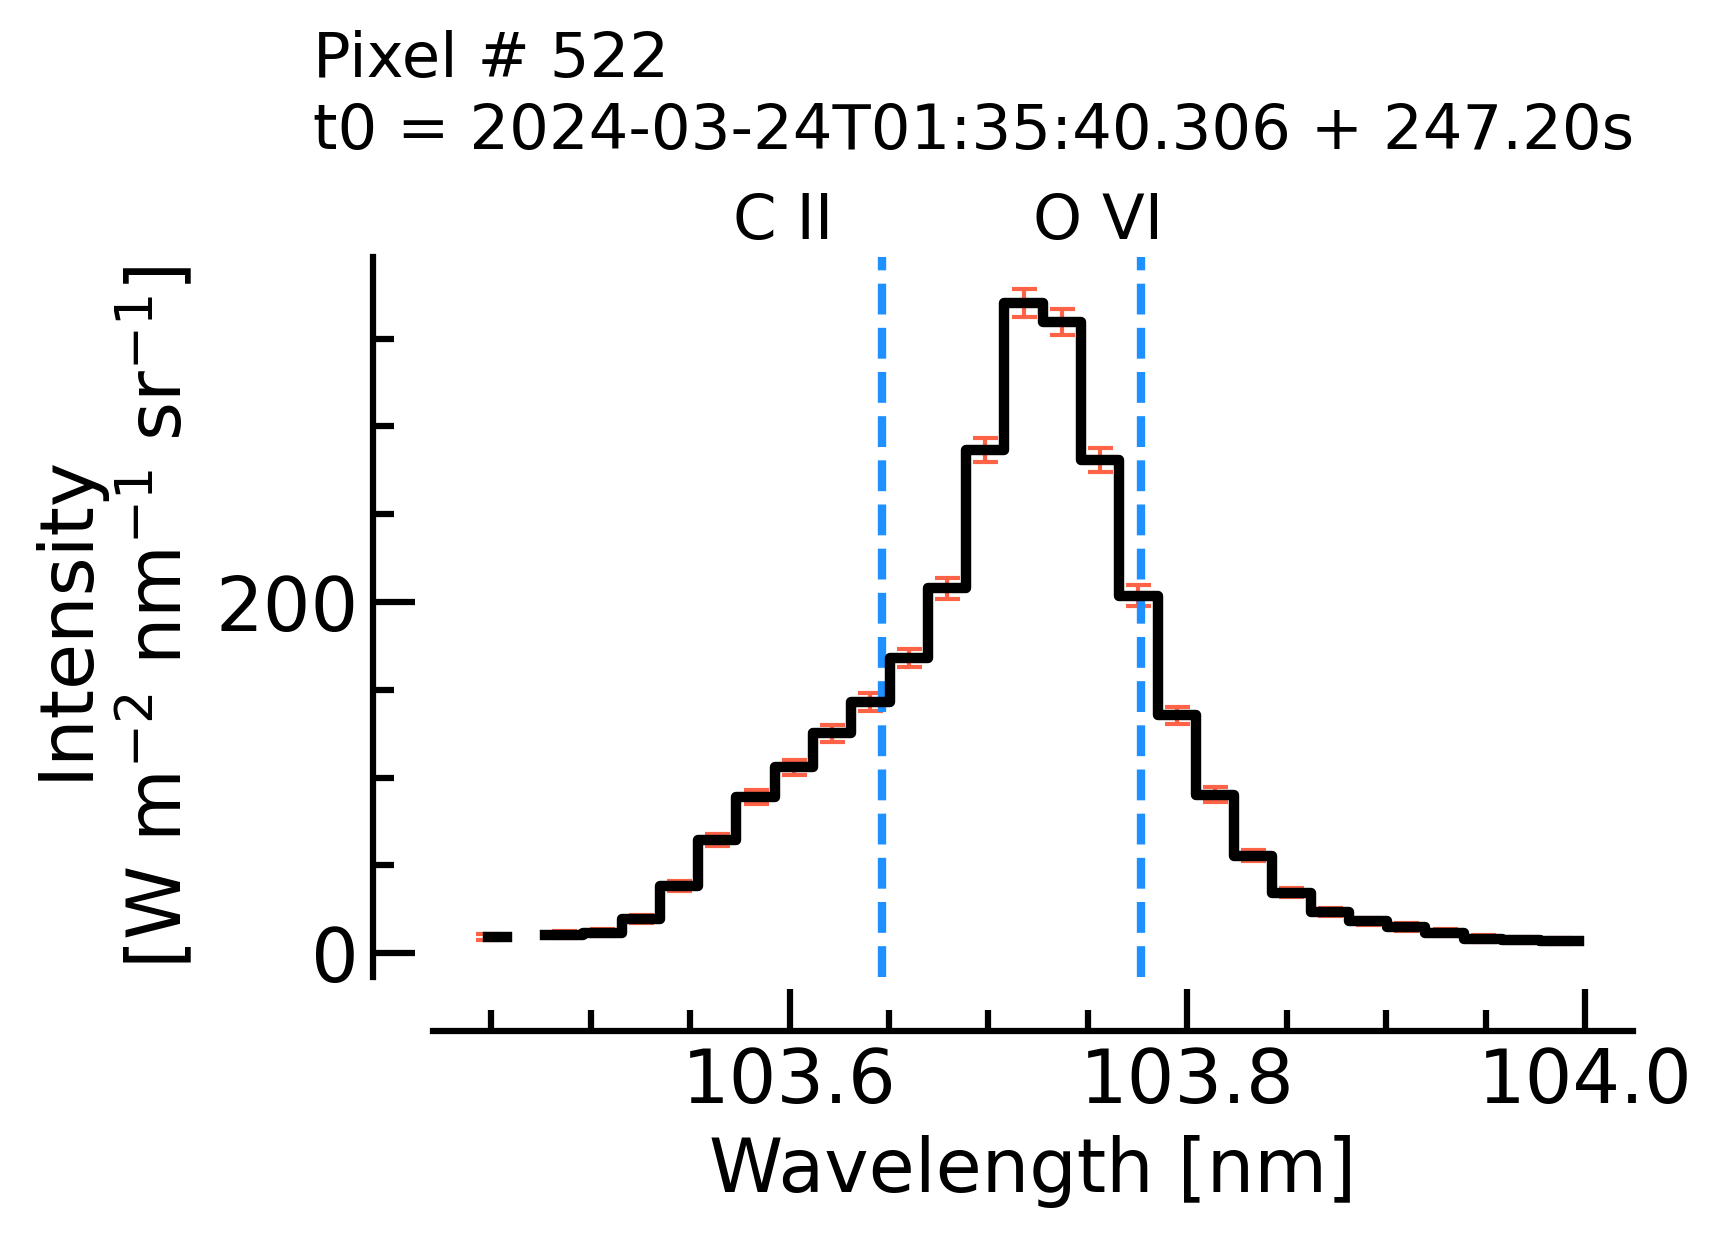 Pixel # 522
t0 = 2024-03-24T01:35:40.306 + 247.20s
C II O VI
Intensity
[W m⁻² nm⁻¹ sr⁻¹]
200
0
103.6 103.8 104.0
Wavelength [nm]